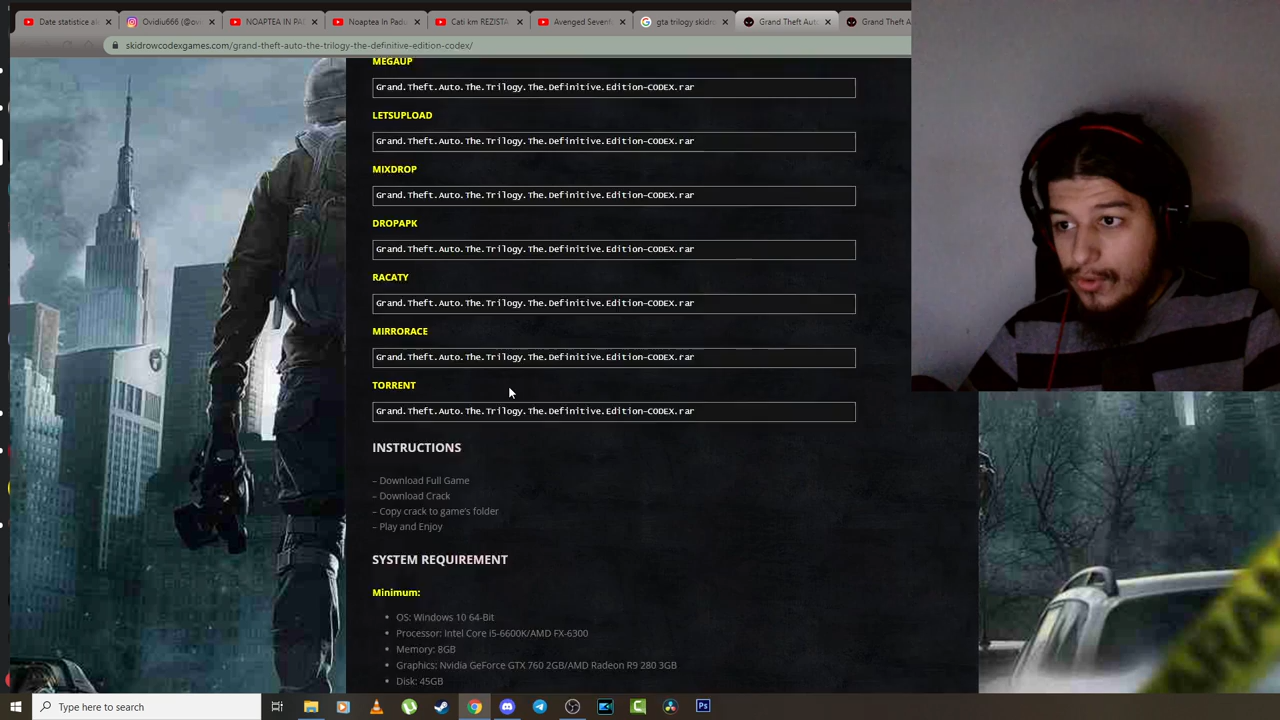 Date statistice al
Ovidiu666 (@ovi
NOAPTEA IN PA
Noaptea In Padu
Cati km REZISTA
Avenged Sevenf
gta trilogy skidr
Grand Theft Aut
Grand Theft A
skidrowcodexgames.com/grand-theft-auto-the-trilogy-the-definitive-edition-codex/
MEGAUP
Grand.Theft.Auto.The.Trilogy.The.Definitive.Edition-CODEX.rar
LETSUPLOAD
Grand.Theft.Auto.The.Trilogy.The.Definitive.Edition-CODEX.rar
MIXDROP
Grand.Theft.Auto.The.Trilogy.The.Definitive.Edition-CODEX.rar
DROPAPK
Grand.Theft.Auto.The.Trilogy.The.Definitive.Edition-CODEX.rar
RACATY
Grand.Theft.Auto.The.Trilogy.The.Definitive.Edition-CODEX.rar
MIRRORACE
Grand.Theft.Auto.The.Trilogy.The.Definitive.Edition-CODEX.rar
TORRENT
Grand.Theft.Auto.The.Trilogy.The.Definitive.Edition-CODEX.rar
INSTRUCTIONS
– Download Full Game
– Download Crack
– Copy crack to game's folder
– Play and Enjoy
SYSTEM REQUIREMENT
Minimum:
• OS: Windows 10 64-Bit
• Processor: Intel Core i5-6600K/AMD FX-6300
• Memory: 8GB
• Graphics: Nvidia GeForce GTX 760 2GB/AMD Radeon R9 280 3GB
• Disk: 45GB
Type here to search